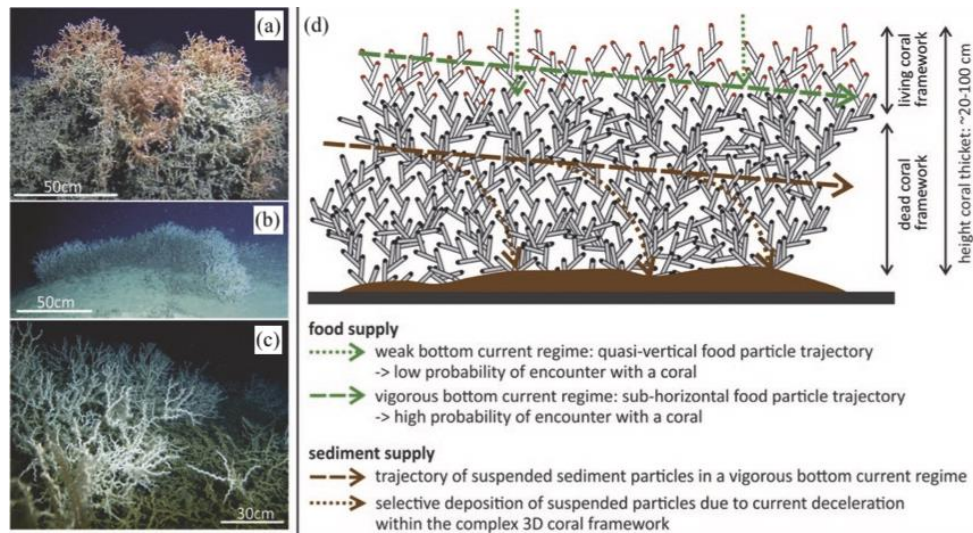 (a)
50cm
(b)
50cm
(c)
30cm
(d)
living coral
framework
dead coral
framework
height coral thicket: ~20-100 cm
food supply
weak bottom current regime: quasi-vertical food particle trajectory
-> low probability of encounter with a coral
vigorous bottom current regime: sub-horizontal food particle trajectory
-> high probability of encounter with a coral
sediment supply
trajectory of suspended sediment particles in a vigorous bottom current regime
selective deposition of suspended particles due to current deceleration
within the complex 3D coral framework